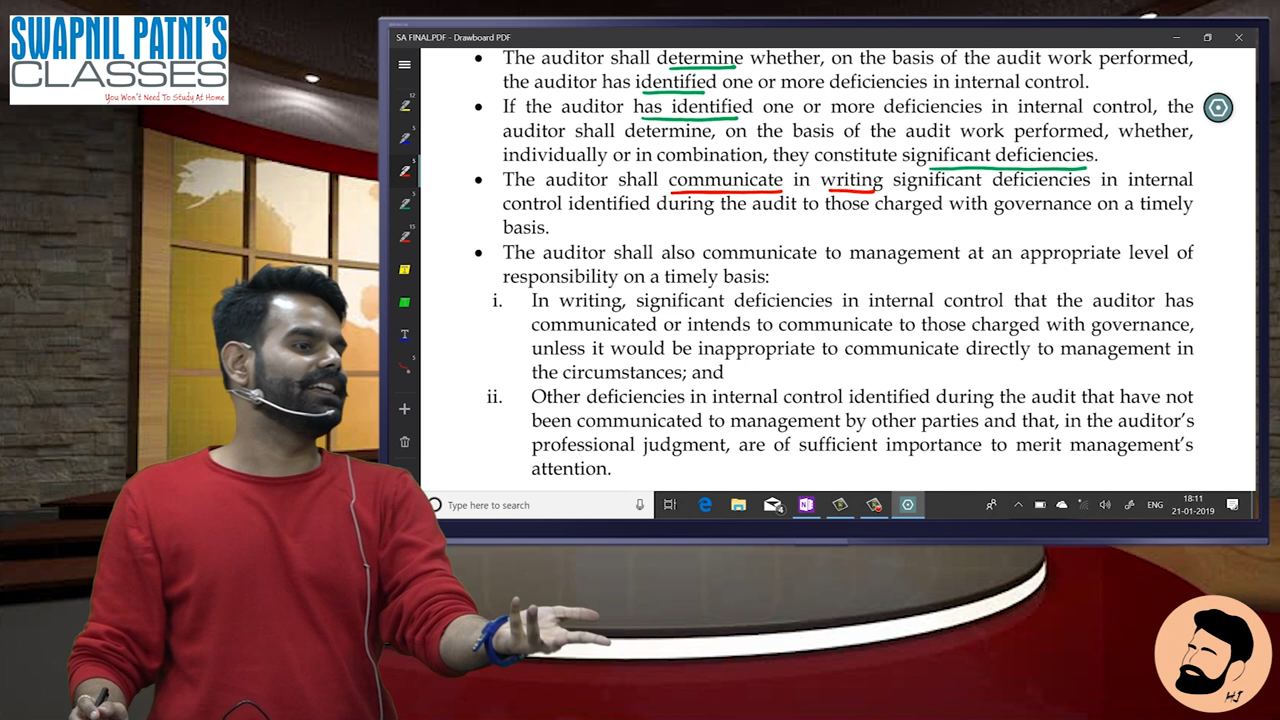 SWAPNIL PATNI'S
CLASSES
You Won't Need To Study At Home
SA FINAL.PDF - Drawboard PDF
• The auditor shall determine whether, on the basis of the audit work performed,
the auditor has identified one or more deficiencies in internal control.
• If the auditor has identified one or more deficiencies in internal control, the
auditor shall determine, on the basis of the audit work performed, whether,
individually or in combination, they constitute significant deficiencies.
• The auditor shall communicate in writing significant deficiencies in internal
control identified during the audit to those charged with governance on a timely
basis.
• The auditor shall also communicate to management at an appropriate level of
responsibility on a timely basis:
i. In writing, significant deficiencies in internal control that the auditor has
communicated or intends to communicate to those charged with governance,
unless it would be inappropriate to communicate directly to management in
the circumstances; and
ii. Other deficiencies in internal control identified during the audit that have not
been communicated to management by other parties and that, in the auditor's
professional judgment, are of sufficient importance to merit management's
attention.
12
5
5
5
15
T
5
Type here to search
4
ENG
18:11
21-01-2019
HJ